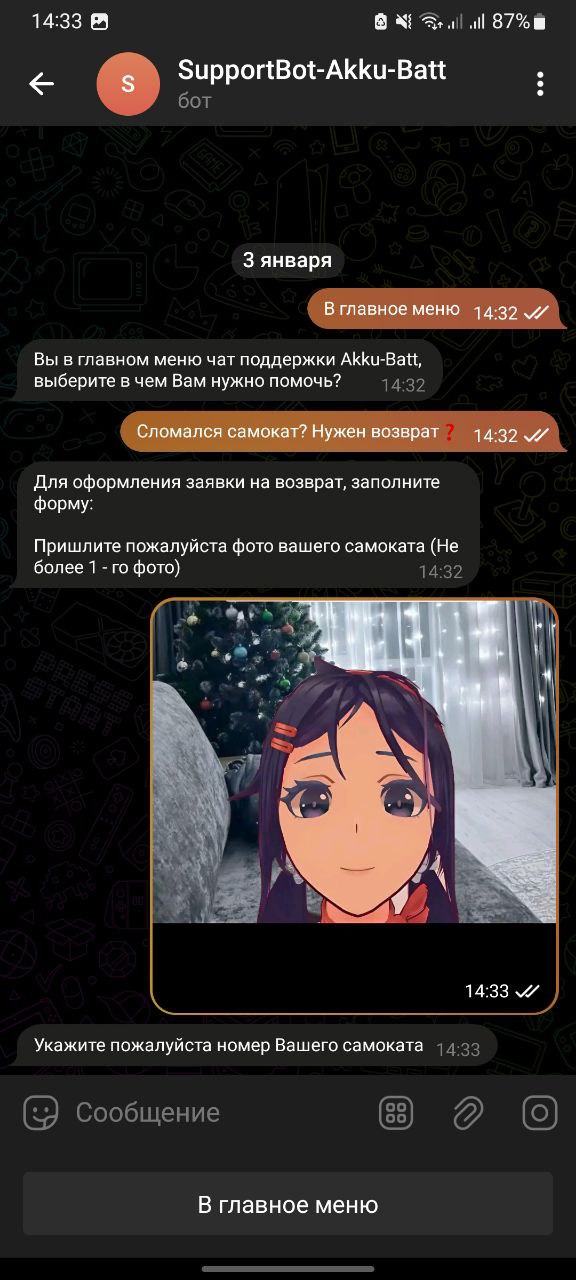 14:33
87%
S
SupportBot-Akku-Batt
бот
3 января
В главное меню 14:32
Вы в главном меню чат поддержки Akku-Batt,
выберите в чем Вам нужно помочь? 14:32
Сломался самокат? Нужен возврат❓ 14:32
Для оформления заявки на возврат, заполните
форму:
Пришлите пожалуйста фото вашего самоката (Не
более 1 - го фото) 14:32
14:33
Укажите пожалуйста номер Вашего самоката 14:33
Сообщение
В главное меню